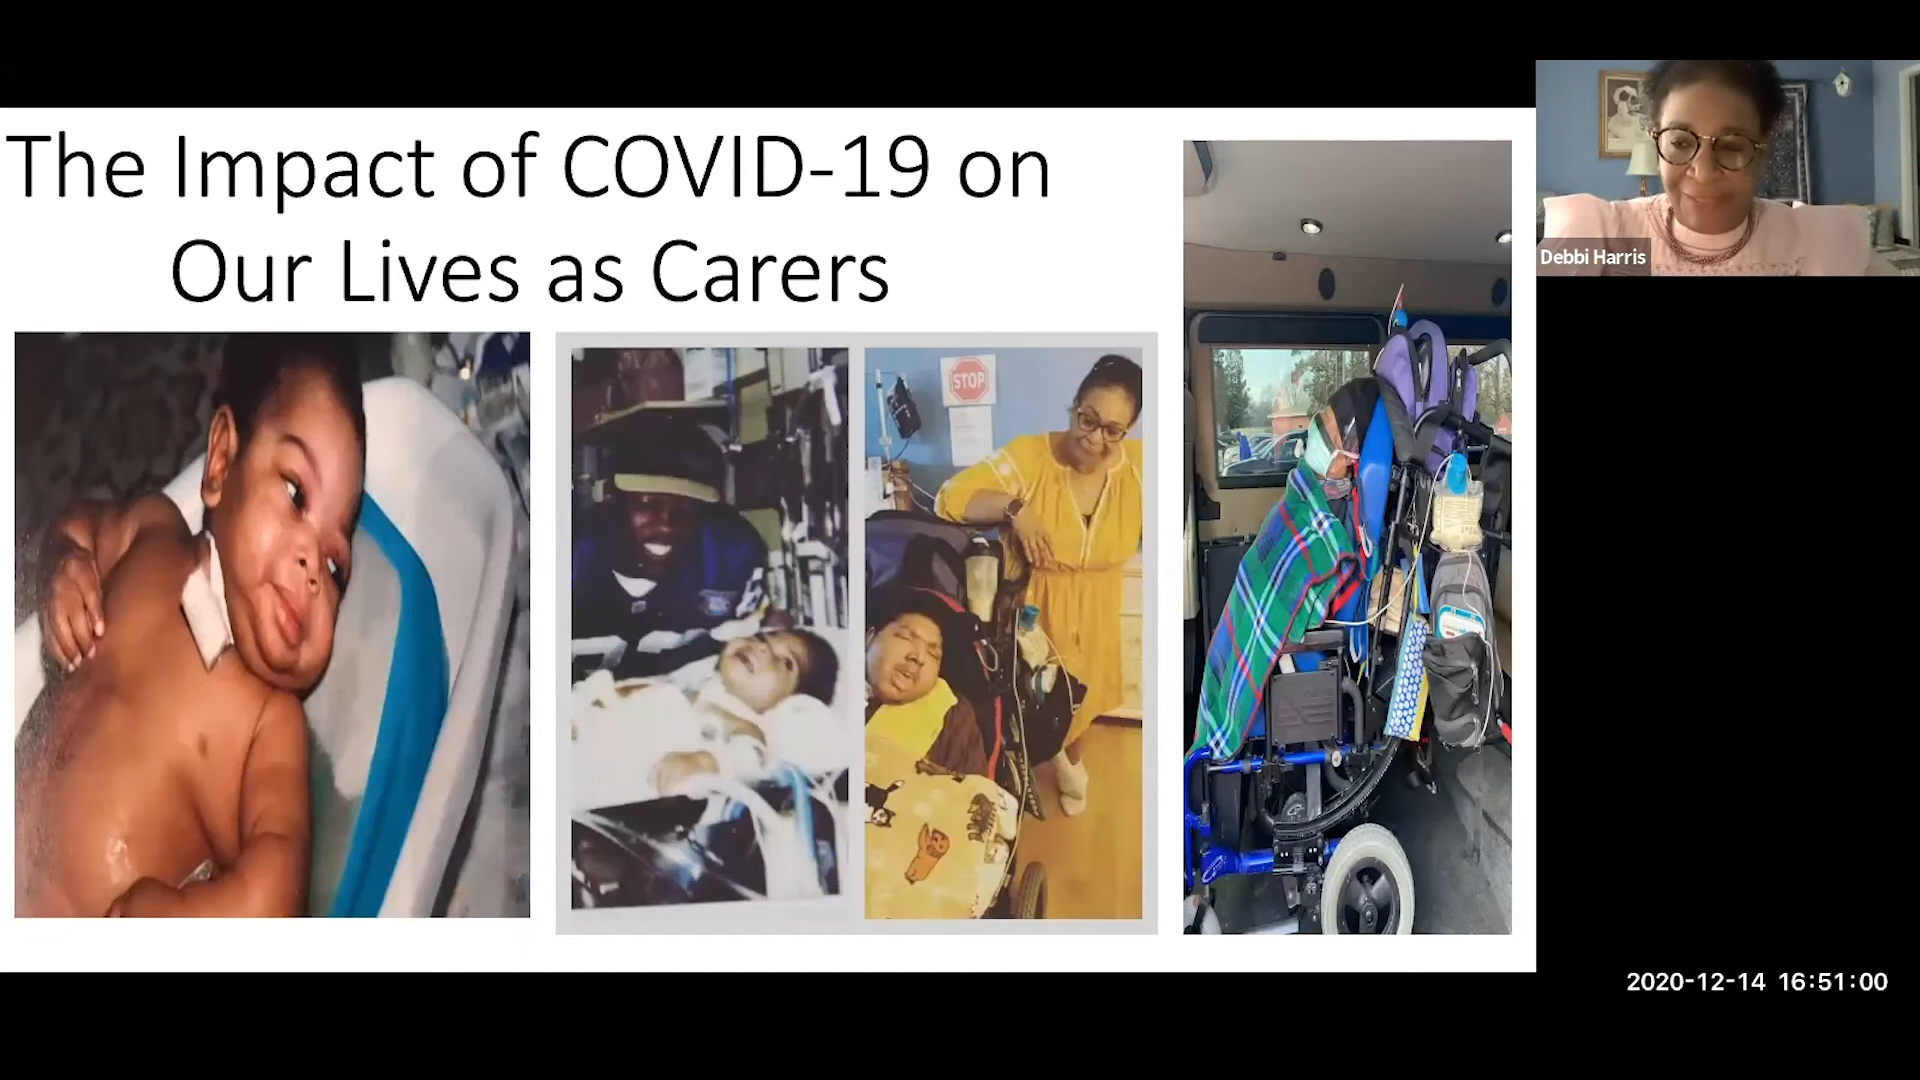 The Impact of COVID-19 on
Our Lives as Carers
STOP
Debbi Harris
2020-12-14 16:51:00